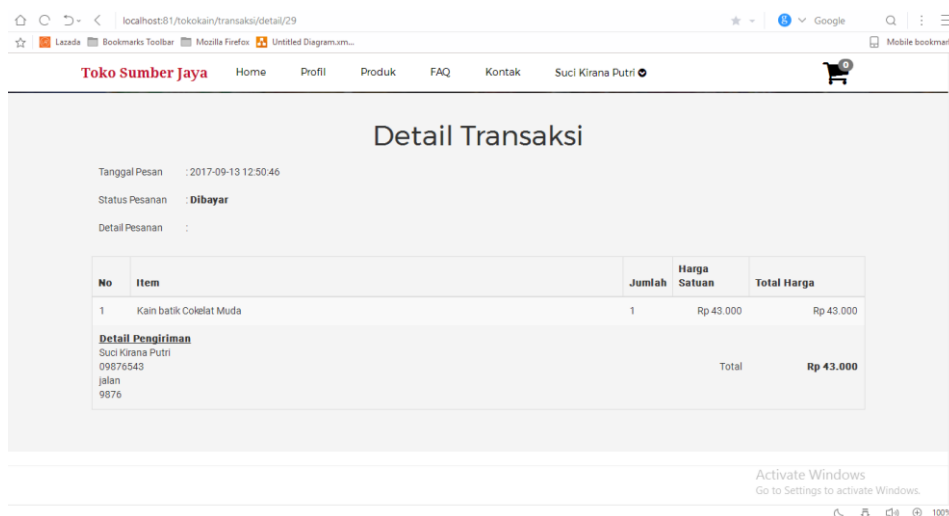 localhost:81/tokokain/transaksi/detail/29
Google
Lazada Bookmarks Toolbar Mozilla Firefox Untitled Diagram.xm...
Mobile bookmar
Toko Sumber Jaya Home Profil Produk FAQ Kontak Suci Kirana Putri 0
Detail Transaksi
Tanggal Pesan : 2017-09-13 12:50:46
Status Pesanan : Dibayar
Detail Pesanan :
No Item Jumlah Harga Satuan Total Harga
1 Kain batik Cokelat Muda 1 Rp 43.000 Rp 43.000
Detail Pengiriman
Suci Kirana Putri
09876543
Total Rp 43.000
jalan
9876
Activate Windows
Go to Settings to activate Windows.
100%